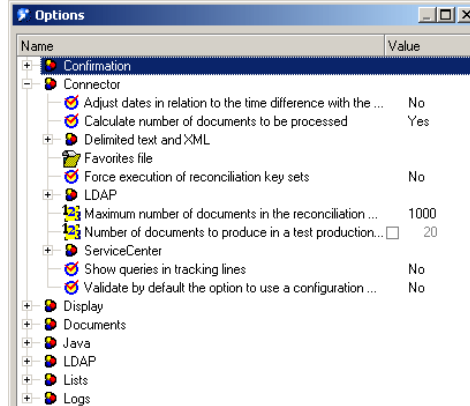 Options
Name Value
Confirmation
Connector
Adjust dates in relation to the time difference with the ... No
Calculate number of documents to be processed Yes
Delimited text and XML
Favorites file
Force execution of reconciliation key sets No
LDAP
Maximum number of documents in the reconciliation ... 1000
Number of documents to produce in a test production... 20
ServiceCenter
Show queries in tracking lines No
Validate by default the option to use a configuration ... No
Display
Documents
Java
LDAP
Lists
Logs